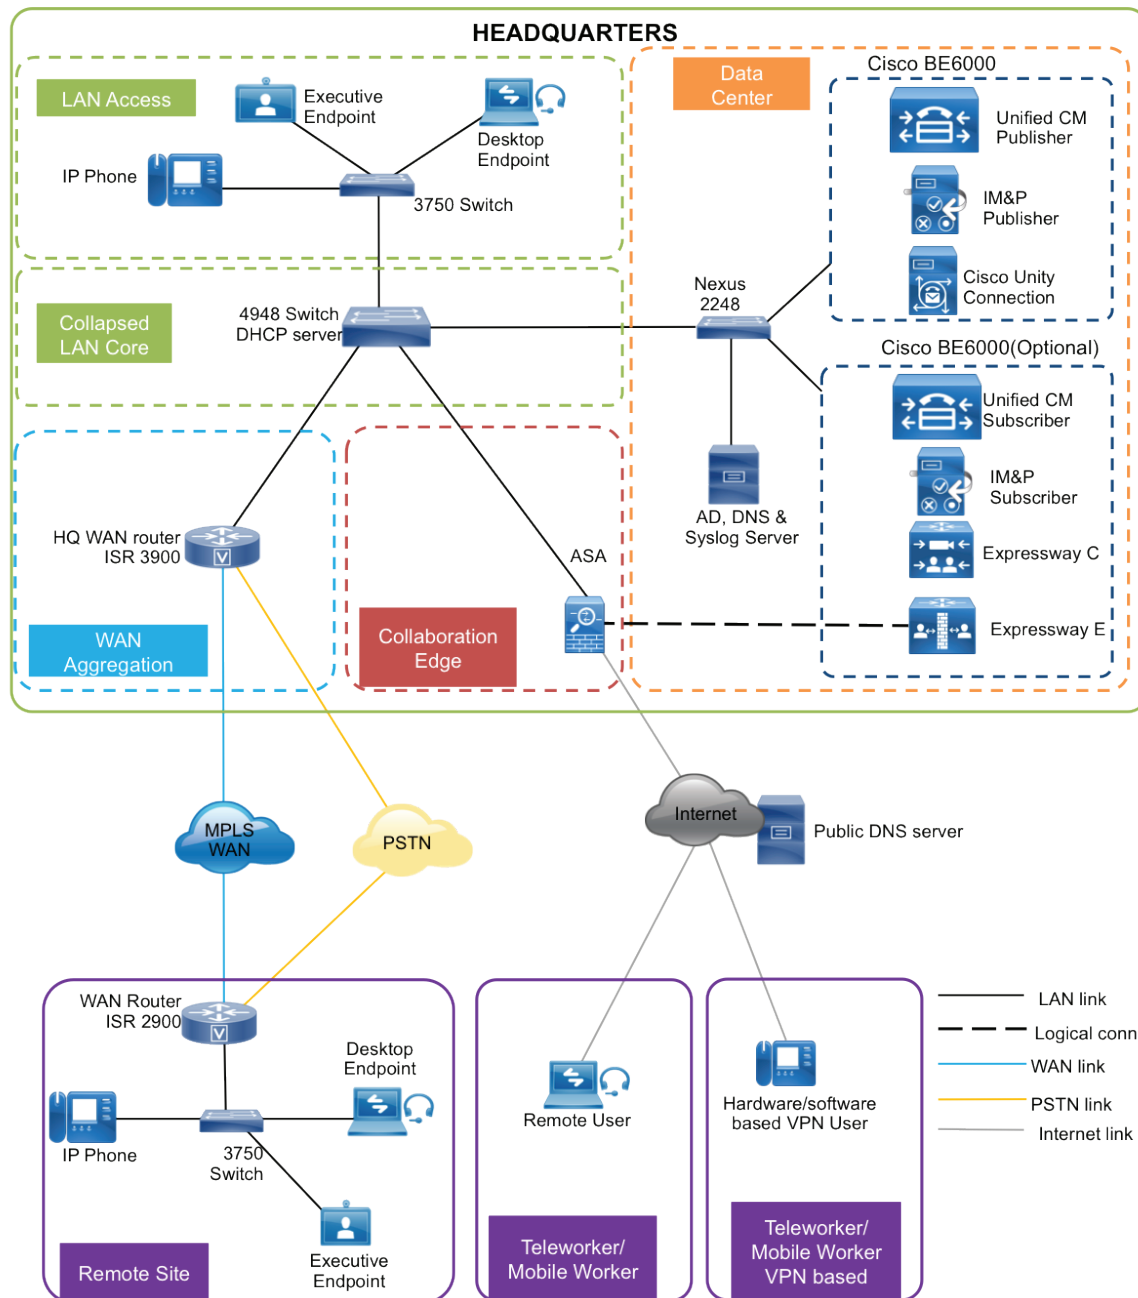 HEADQUARTERS
LAN Access
Executive
Endpoint
Desktop
Endpoint
IP Phone
3750 Switch
Data
Center
Cisco BE6000
Unified CM
Publisher
IM&P
Publisher
Cisco Unity
Connection
Collapsed
LAN Core
4948 Switch
DHCP server
Nexus
2248
Cisco BE6000(Optional)
Unified CM
Subscriber
IM&P
Subscriber
Expressway C
Expressway E
AD, DNS &
Syslog Server
HQ WAN router
ISR 3900
V
WAN
Aggregation
ASA
Collaboration
Edge
MPLS
WAN
PSTN
Internet
Public DNS server
WAN Router
ISR 2900
V
Desktop
Endpoint
IP Phone
3750
Switch
Executive
Endpoint
Remote Site
Remote User
Teleworker/
Mobile Worker
Hardware/software
based VPN User
Teleworker/
Mobile Worker
VPN based
LAN link
Logical conn
WAN link
PSTN link
Internet link